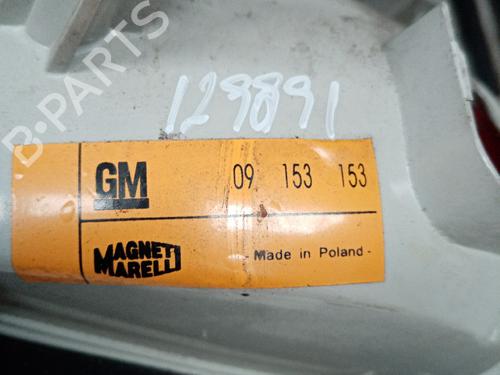 129891
GM 09 153 153
MAGNETI MARELLI - Made in Poland -
B-PARTS